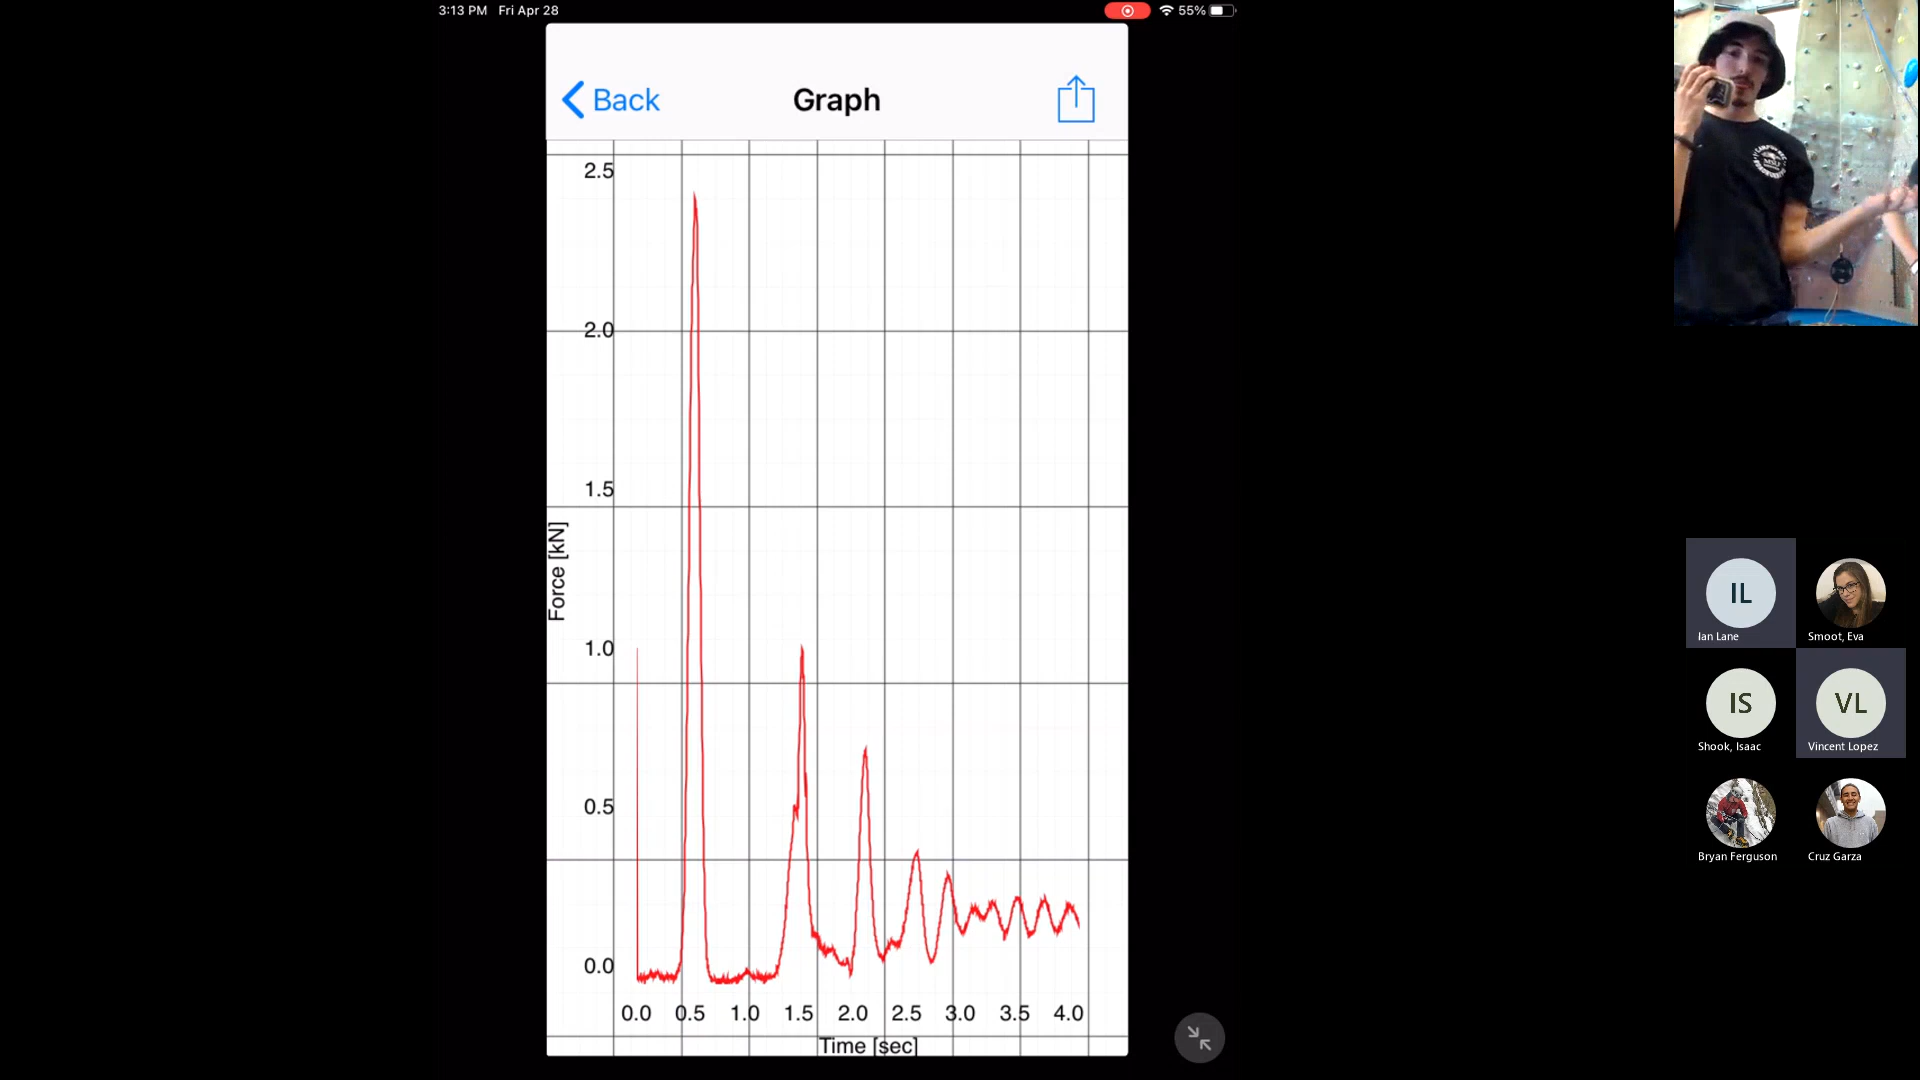 3:13 PM Fri Apr 28
55%
Back
Graph
2.5
2.0
1.5
1.0
0.5
0.0
Force [kN]
0.0 0.5 1.0 1.5 2.0 2.5 3.0 3.5 4.0
Time [sec]
MSU
IL
Ian Lane
Smoot, Eva
IS
Shook, Isaac
VL
Vincent Lopez
Bryan Ferguson
Cruz Garza